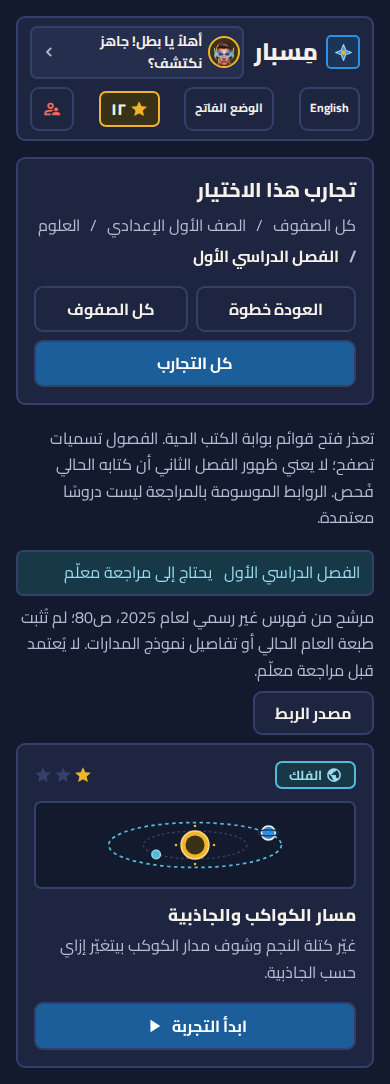 مِسبار
أهلاً يا بطل! جاهز
نكتشف؟
English
الوضع الفاتح
١٢
تجارب هذا الاختيار
كل الصفوف / الصف الأول الإعدادي / العلوم
/ الفصل الدراسي الأول
العودة خطوة
كل الصفوف
كل التجارب
تعذر فتح قوائم بوابة الكتب الحية. الفصول تسميات
تصفح؛ لا يعني ظهور الفصل الثاني أن كتابه الحالي
فُحص. الروابط الموسومة بالمراجعة ليست دروسًا
معتمدة.
الفصل الدراسي الأول يحتاج إلى مراجعة معلّم
مرشح من فهرس غير رسمي لعام 2025، ص80؛ لم تُثبت
طبعة العام الحالي أو تفاصيل نموذج المدارات. لا يُعتمد
قبل مراجعة معلّم.
مصدر الربط
الفلك
مسار الكواكب والجاذبية
غيّر كتلة النجم وشوف مدار الكوكب بيتغيّر إزاي
حسب الجاذبية.
ابدأ التجربة